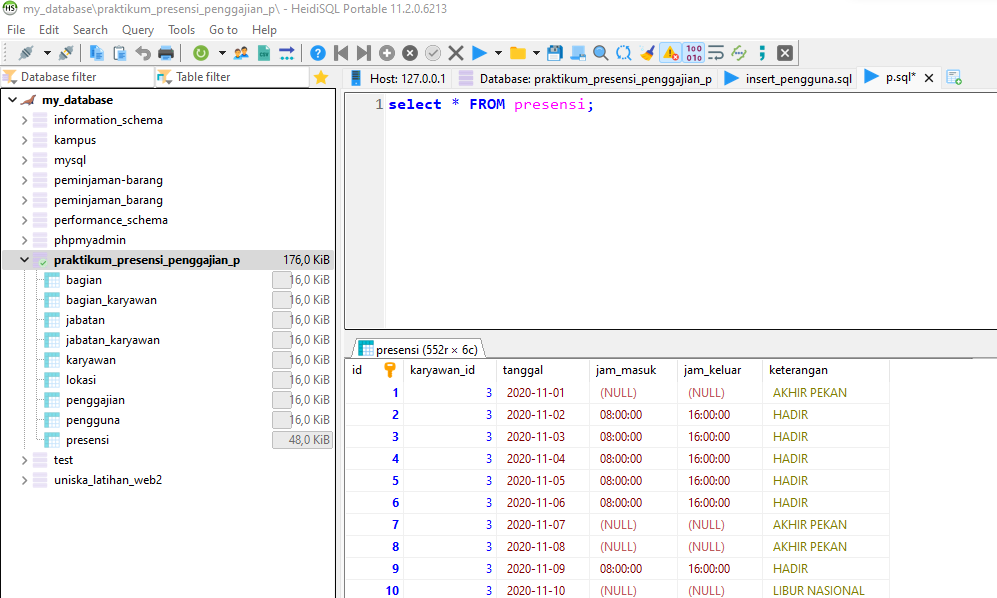 my_database\praktikum_presensi_penggajian_p\ - HeidiSQL Portable 11.2.0.6213
File Edit Search Query Tools Go to Help
Database filter Table filter
Host: 127.0.0.1 Database: praktikum_presensi_penggajian_p insert_pengguna.sql p.sql*
my_database
information_schema
kampus
mysql
peminjaman-barang
peminjaman_barang
performance_schema
phpmyadmin
praktikum_presensi_penggajian_p 176,0 KiB
bagian 16,0 KiB
bagian_karyawan 16,0 KiB
jabatan 16,0 KiB
jabatan_karyawan 16,0 KiB
karyawan 16,0 KiB
lokasi 16,0 KiB
penggajian 16,0 KiB
pengguna 16,0 KiB
presensi 48,0 KiB
test
uniska_latihan_web2
1 select * FROM presensi;
presensi (552r × 6c)
id karyawan_id tanggal jam_masuk jam_keluar keterangan
1 3 2020-11-01 (NULL) (NULL) AKHIR PEKAN
2 3 2020-11-02 08:00:00 16:00:00 HADIR
3 3 2020-11-03 08:00:00 16:00:00 HADIR
4 3 2020-11-04 08:00:00 16:00:00 HADIR
5 3 2020-11-05 08:00:00 16:00:00 HADIR
6 3 2020-11-06 08:00:00 16:00:00 HADIR
7 3 2020-11-07 (NULL) (NULL) AKHIR PEKAN
8 3 2020-11-08 (NULL) (NULL) AKHIR PEKAN
9 3 2020-11-09 08:00:00 16:00:00 HADIR
10 3 2020-11-10 (NULL) (NULL) LIBUR NASIONAL